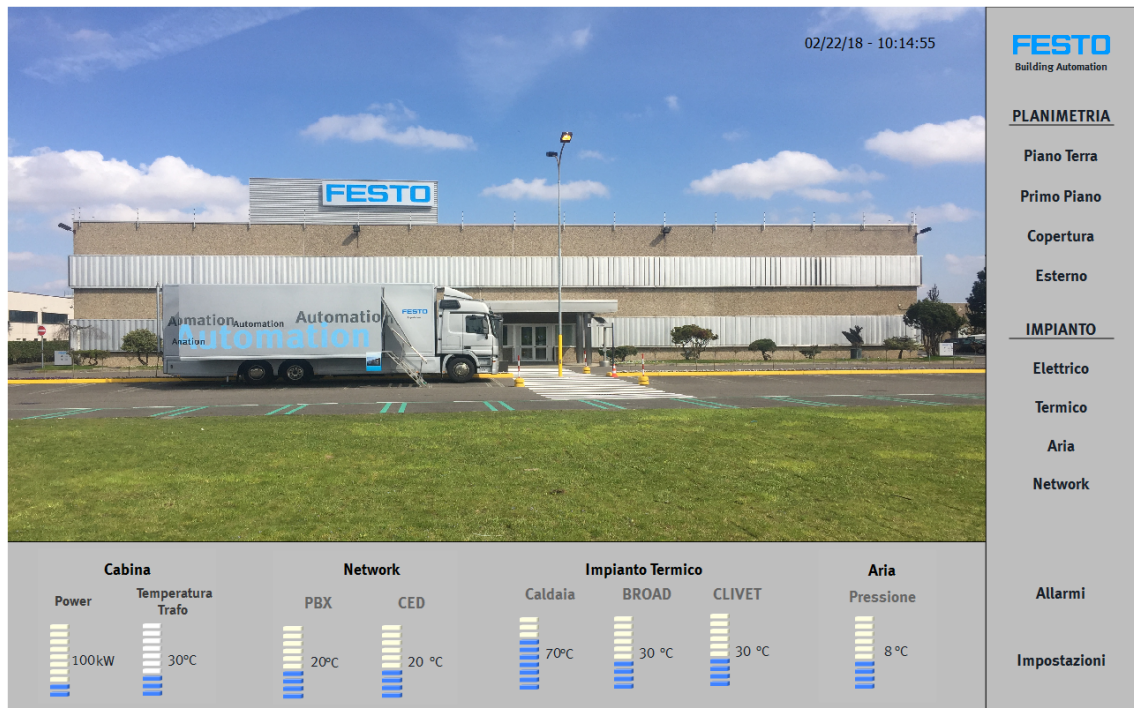 02/22/18 - 10:14:55
FESTO
Building Automation
PLANIMETRIA
Piano Terra
Primo Piano
Copertura
Esterno
IMPIANTO
Elettrico
Termico
Aria
Network
Allarmi
Impostazioni
FESTO
FESTO
Automation
Automation
Automation
Cabina
Power
Temperatura
Trafo
100kW
30°C
Network
PBX
CED
20°C
20 °C
Impianto Termico
Caldaia
BROAD
CLIVET
70°C
30 °C
30 °C
Aria
Pressione
8 °C